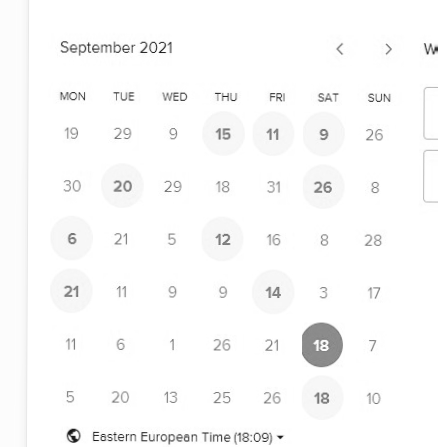 September 2021
MON TUE WED THU FRI SAT SUN
19 29 9 15 11 9 26
30 20 29 18 31 26 8
6 21 5 12 16 8 28
21 11 9 9 14 3 17
11 6 1 26 21 18 7
5 20 13 25 26 18 10
Eastern European Time (18:09)